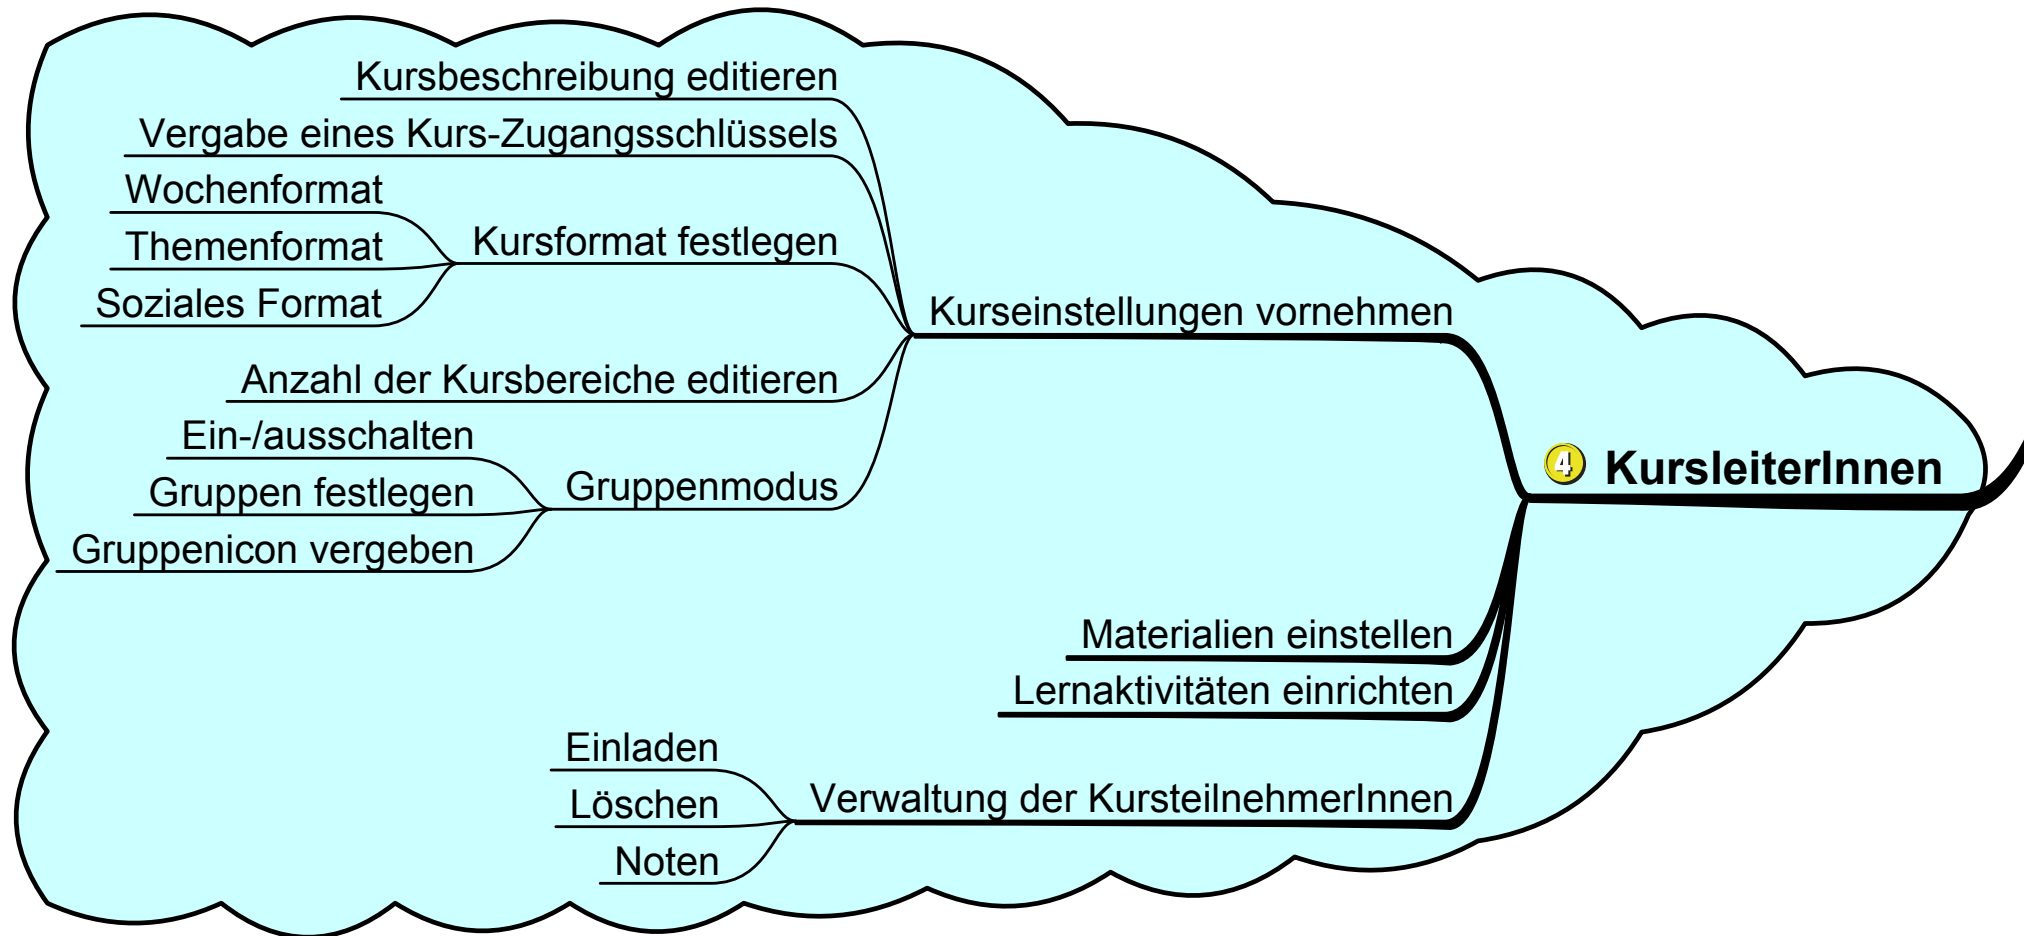 Kursbeschreibung editieren
Vergabe eines Kurs-Zugangsschlüssels
Wochenformat
Themenformat
Soziales Format
Kursformat festlegen
Anzahl der Kursbereiche editieren
Ein-/ausschalten
Gruppen festlegen
Gruppenicon vergeben
Gruppenmodus
Kurseinstellungen vornehmen
4 KursleiterInnen
Materialien einstellen
Lernaktivitäten einrichten
Einladen
Löschen
Noten
Verwaltung der KursteilnehmerInnen